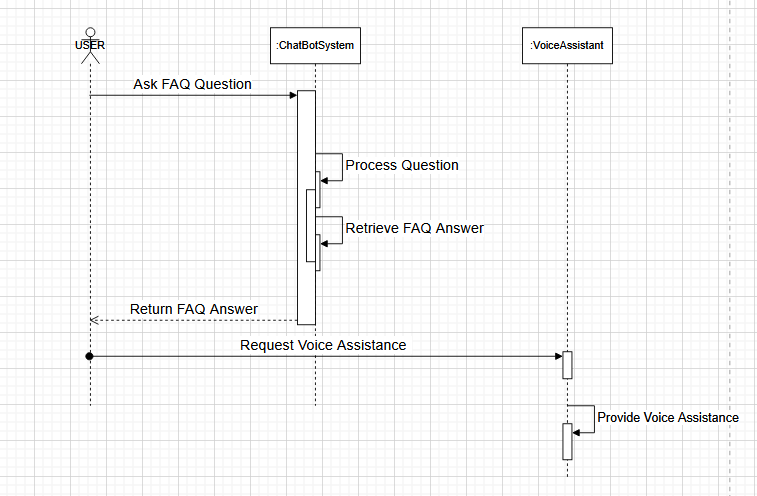 USER
:ChatBotSystem
:VoiceAssistant
Ask FAQ Question
Process Question
Retrieve FAQ Answer
Return FAQ Answer
Request Voice Assistance
Provide Voice Assistance